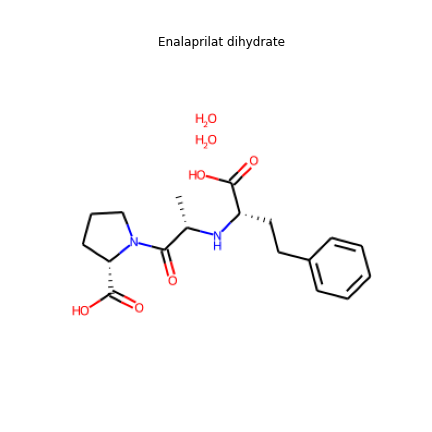 Enalaprilat dihydrate
H2O
H2O
HO O
N
N
H
O
HO O